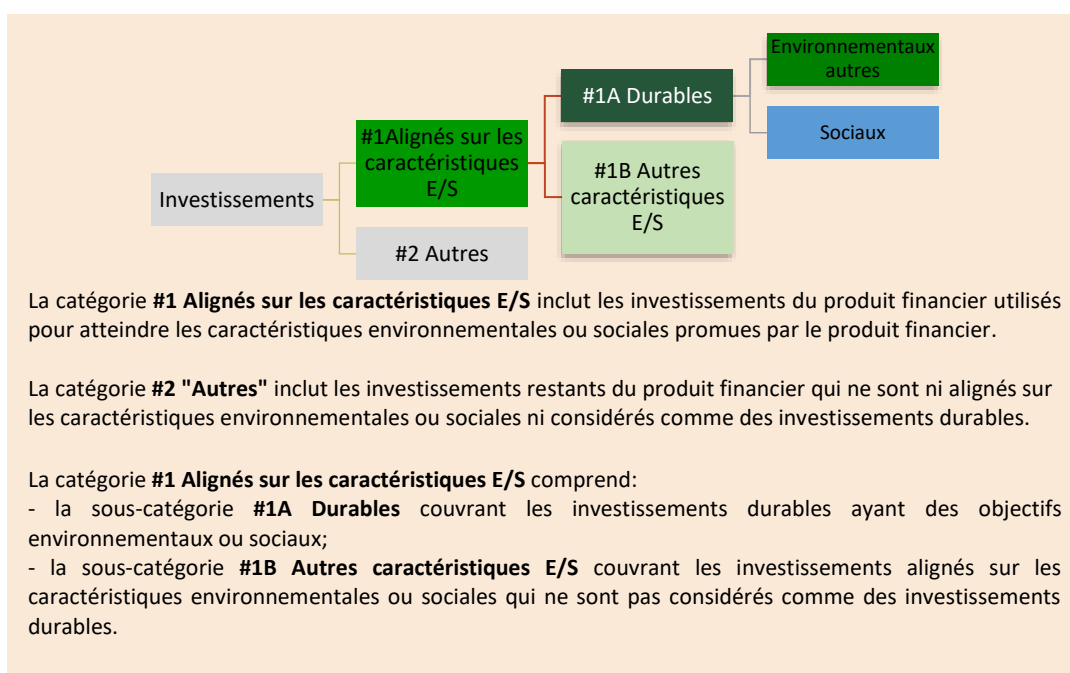 Environnementaux
autres
#1A Durables
Sociaux
#1Alignés sur les
caractéristiques
E/S
#1B Autres
caractéristiques
E/S
Investissements
#2 Autres
La catégorie #1 Alignés sur les caractéristiques E/S inclut les investissements du produit financier utilisés
pour atteindre les caractéristiques environnementales ou sociales promues par le produit financier.
La catégorie #2 "Autres" inclut les investissements restants du produit financier qui ne sont ni alignés sur
les caractéristiques environnementales ou sociales ni considérés comme des investissements durables.
La catégorie #1 Alignés sur les caractéristiques E/S comprend:
- la sous-catégorie #1A Durables couvrant les investissements durables ayant des objectifs
environnementaux ou sociaux;
- la sous-catégorie #1B Autres caractéristiques E/S couvrant les investissements alignés sur les
caractéristiques environnementales ou sociales qui ne sont pas considérés comme des investissements
durables.